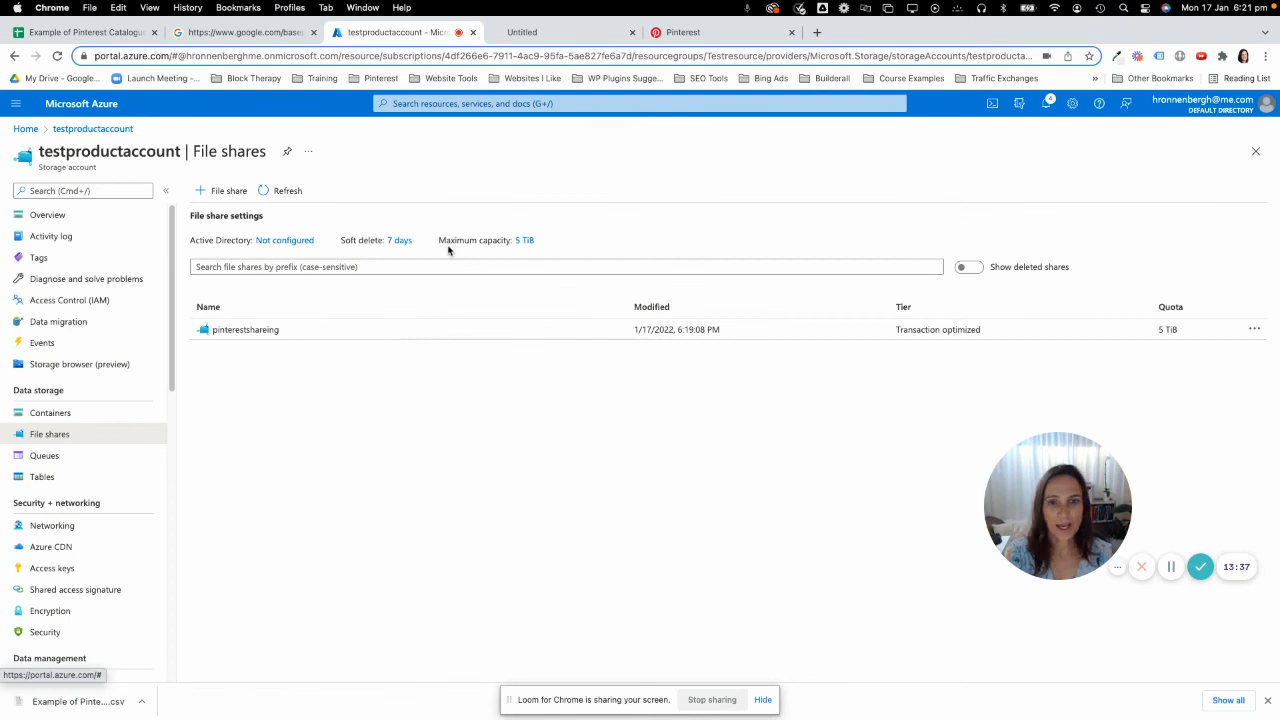 Chrome File Edit View History Bookmarks Profiles Tab Window Help Mon 17 Jan 6:21 pm
Example of Pinterest Catalogue https://www.google.com/basep testproductaccount - Micros Untitled Pinterest
portal.azure.com/#@hronnenberghme.onmicrosoft.com/resource/subscriptions/4df266e6-7911-4ac9-95fa-5ae827fe6a7d/resourcegroups/Testresource/providers/Microsoft.Storage/storageAccounts/testproducta...
My Drive - Google... Launch Meeting -... Block Therapy Training Pinterest Website Tools Websites I Like WP Plugins Sugge... SEO Tools Bing Ads Builderall Course Examples Traffic Exchanges » Other Bookmarks Reading List
Microsoft Azure
Search resources, services, and docs (G+/)
4
hronnenbergh@me.com
DEFAULT DIRECTORY
Home > testproductaccount
testproductaccount | File shares ...
Storage account
Search (Cmd+/) «
Overview
Activity log
Tags
Diagnose and solve problems
Access Control (IAM)
Data migration
Events
Storage browser (preview)
Data storage
Containers
File shares
Queues
Tables
Security + networking
Networking
Azure CDN
Access keys
Shared access signature
Encryption
Security
Data management
https://portal.azure.com/#
+ File share Refresh
File share settings
Active Directory: Not configured Soft delete: 7 days Maximum capacity: 5 TiB
Search file shares by prefix (case-sensitive) Show deleted shares
Name Modified Tier Quota
pinterestshareing 1/17/2022, 6:19:08 PM Transaction optimized 5 TiB ...
13:37
Example of Pinte....csv
Loom for Chrome is sharing your screen. Stop sharing Hide
Show all